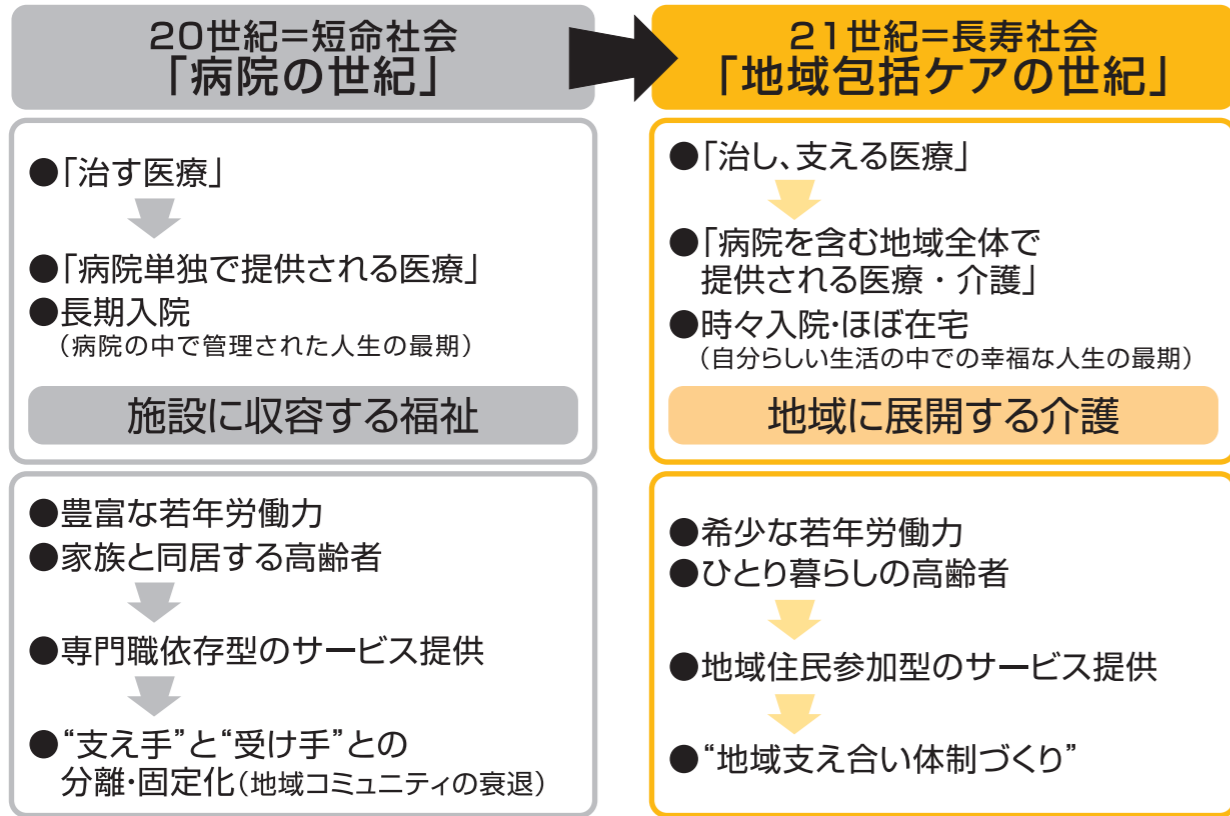 20世紀=短命社会
「病院の世紀」
●「治す医療」
●「病院単独で提供される医療」
●長期入院
(病院の中で管理された人生の最期)
施設に収容する福祉
●豊富な若年労働力
●家族と同居する高齢者
●専門職依存型のサービス提供
●“支え手”と“受け手”との
分離・固定化(地域コミュニティの衰退)
21世紀=長寿社会
「地域包括ケアの世紀」
●「治し、支える医療」
●「病院を含む地域全体で
提供される医療・介護」
●時々入院・ほぼ在宅
(自分らしい生活の中での幸福な人生の最期)
地域に展開する介護
●希少な若年労働力
●ひとり暮らしの高齢者
●地域住民参加型のサービス提供
●“地域支え合い体制づくり”